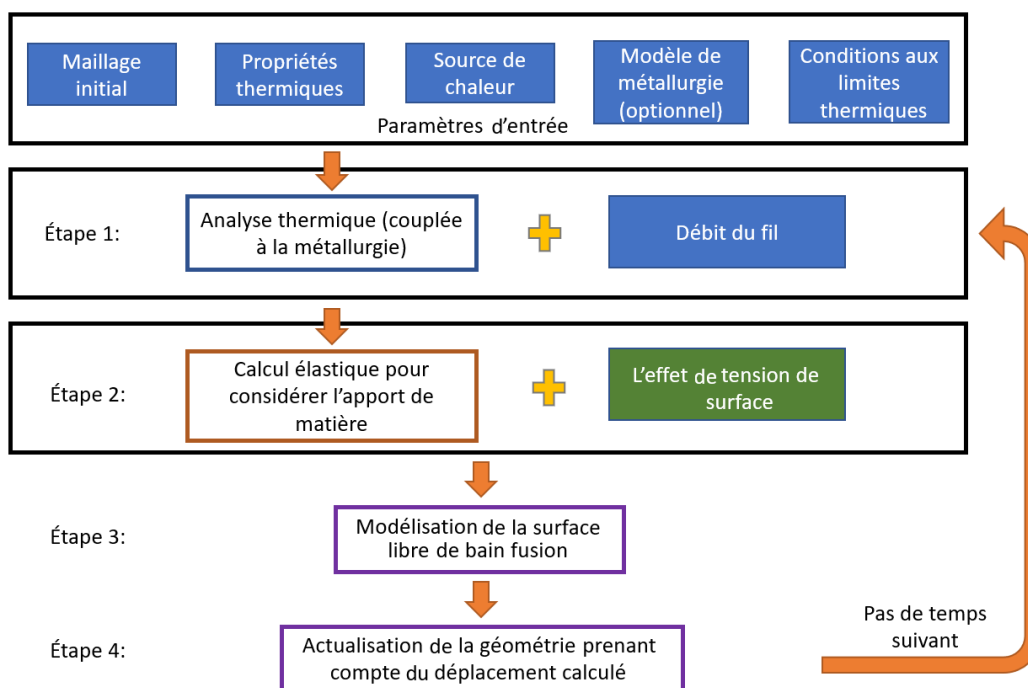 Maillage
initial
Propriétés
thermiques
Source de
chaleur
Modèle de
métallurgie
(optionnel)
Conditions aux
limites
thermiques
Paramètres d'entrée
Étape 1:
Analyse thermique (couplée
à la métallurgie)
Débit du fil
Étape 2:
Calcul élastique pour
considérer l'apport de
matière
L'effet de tension de
surface
Étape 3:
Modélisation de la surface
libre de bain fusion
Étape 4:
Actualisation de la géométrie prenant
compte du déplacement calculé
Pas de temps
suivant